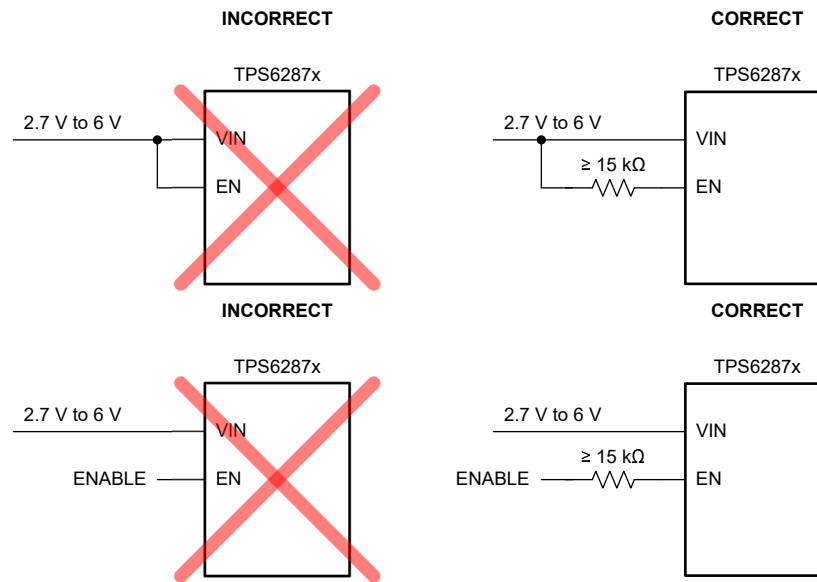 INCORRECT
TPS6287x
2.7 V to 6 V
VIN
EN
CORRECT
TPS6287x
2.7 V to 6 V
VIN
≥ 15 kΩ
EN
INCORRECT
TPS6287x
2.7 V to 6 V
VIN
ENABLE
EN
CORRECT
TPS6287x
2.7 V to 6 V
VIN
≥ 15 kΩ
ENABLE
EN